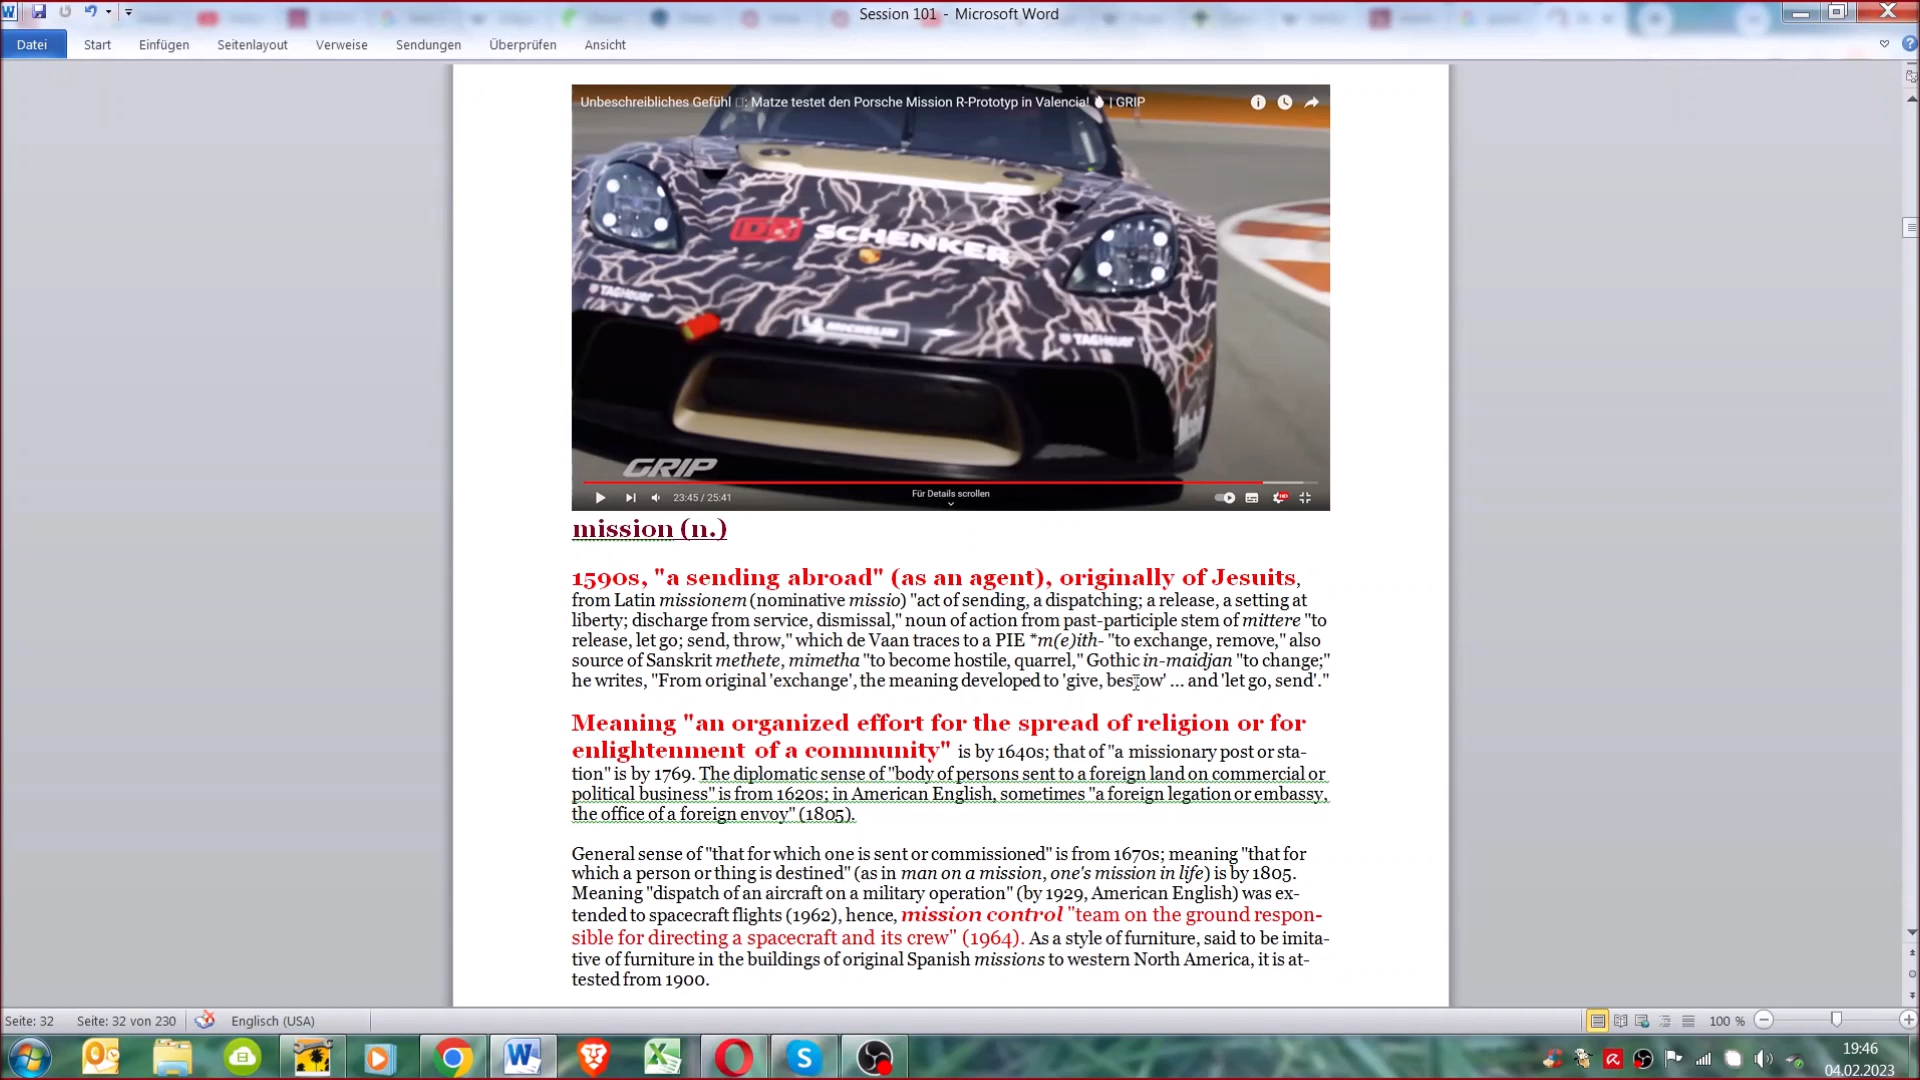 Session 101 - Microsoft Word
Datei Start Einfügen Seitenlayout Verweise Sendungen Überprüfen Ansicht
Unbeschreibliches Gefühl : Matze testet den Porsche Mission R-Prototyp in Valencia! | GRIP
DB SCHENKER
TAGHeuer
MICHELIN
TAGHeuer
Mobil
GRIP
23:45 / 25:41
Für Details scrollen
mission (n.)
1590s, "a sending abroad" (as an agent), originally of Jesuits,
from Latin missionem (nominative missio) "act of sending, a dispatching; a release, a setting at
liberty; discharge from service, dismissal," noun of action from past-participle stem of mittere "to
release, let go; send, throw," which de Vaan traces to a PIE *m(e)ith- "to exchange, remove," also
source of Sanskrit methete, mimetha "to become hostile, quarrel," Gothic in-maidjan "to change;"
he writes, "From original 'exchange', the meaning developed to 'give, bestow' ... and 'let go, send'."
Meaning "an organized effort for the spread of religion or for
enlightenment of a community" is by 1640s; that of "a missionary post or sta-
tion" is by 1769. The diplomatic sense of "body of persons sent to a foreign land on commercial or
political business" is from 1620s; in American English, sometimes "a foreign legation or embassy,
the office of a foreign envoy" (1805).
General sense of "that for which one is sent or commissioned" is from 1670s; meaning "that for
which a person or thing is destined" (as in man on a mission, one's mission in life) is by 1805.
Meaning "dispatch of an aircraft on a military operation" (by 1929, American English) was ex-
tended to spacecraft flights (1962), hence, mission control "team on the ground respon-
sible for directing a spacecraft and its crew" (1964). As a style of furniture, said to be imita-
tive of furniture in the buildings of original Spanish missions to western North America, it is at-
tested from 1900.
Seite: 32 Seite: 32 von 230 Englisch (USA) 100 %
19:46
04.02.2023